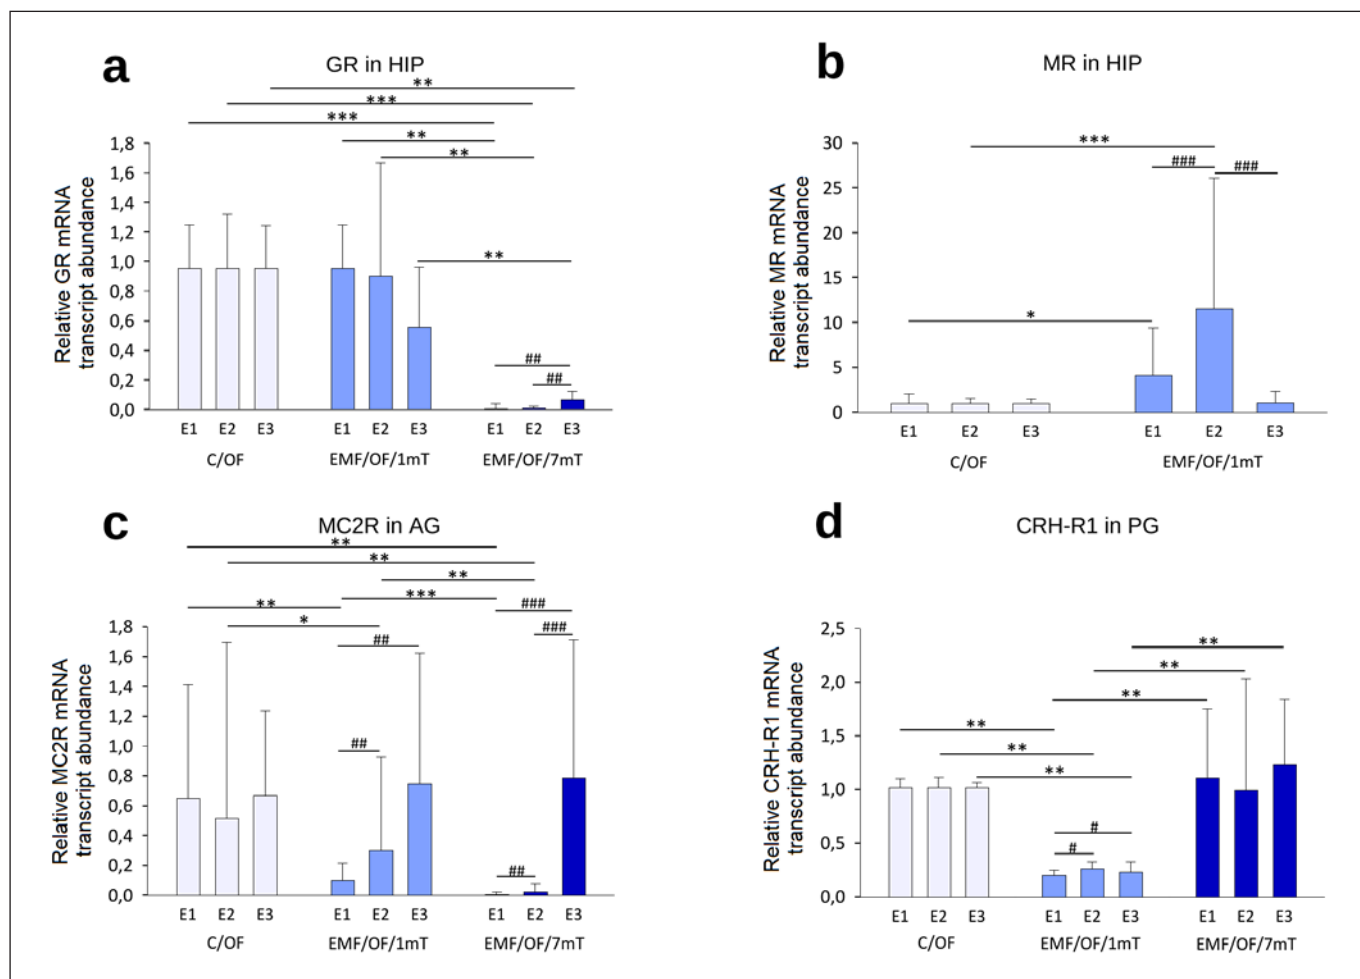 a
GR in HIP
**
***
***
**
**
**
##
##
Relative GR mRNA
transcript abundance
1,8
1,6
1,4
1,2
1,0
0,8
0,6
0,4
0,2
0,0
E1 E2 E3 E1 E2 E3 E1 E2 E3
C/OF EMF/OF/1mT EMF/OF/7mT
b
MR in HIP
***
### ###
*
Relative MR mRNA
transcript abundance
30
25
20
15
10
5
0
E1 E2 E3 E1 E2 E3
C/OF EMF/OF/1mT
c
MC2R in AG
**
**
**
***
** ###
* ###
##
##
##
Relative MC2R mRNA
transcript abundance
1,8
1,6
1,4
1,2
1,0
0,8
0,6
0,4
0,2
0,0
E1 E2 E3 E1 E2 E3 E1 E2 E3
C/OF EMF/OF/1mT EMF/OF/7mT
d
CRH-R1 in PG
**
**
**
**
**
**
#
#
Relative CRH-R1 mRNA
transcript abundance
2,5
2,0
1,5
1,0
0,5
0,0
E1 E2 E3 E1 E2 E3 E1 E2 E3
C/OF EMF/OF/1mT EMF/OF/7mT